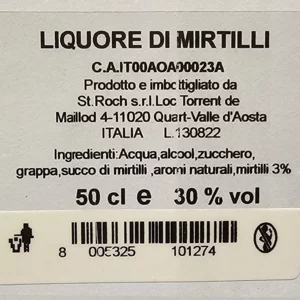 LIQUORE DI MIRTILLI
C.A.IT00AOA00023A
Prodotto e imbottigliato da
St.Roch s.r.l.Loc Torrent de
Maillod 4-11020 Quart-Valle d'Aosta
ITALIA L.130822
Ingredienti:Acqua,alcool,zucchero,
grappa,succo di mirtilli ,aromi naturali,mirtilli 3%
50 cl e 30 % vol
8 005325 101274